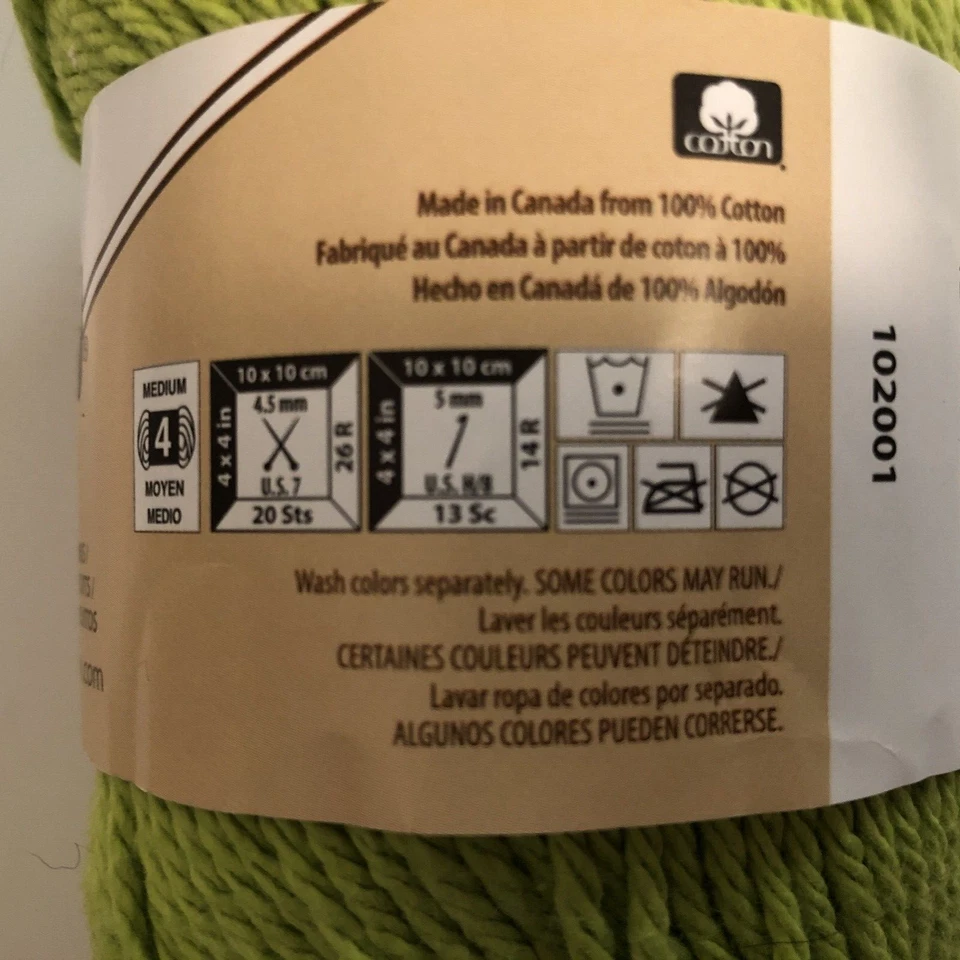 cotton
Made in Canada from 100% Cotton
Fabriqué au Canada à partir de coton à 100%
Hecho en Canadá de 100% Algodón
MEDIUM
4
MOYEN
MEDIO
10 x 10 cm
4 x 4 in
4.5 mm
U.S. 7
26 R
20 Sts
10 x 10 cm
4 x 4 in
5 mm
U.S. H/8
14 R
13 Sc
Wash colors separately. SOME COLORS MAY RUN./
Laver les couleurs séparément.
CERTAINES COULEURS PEUVENT DÉTEINDRE./
Lavar ropa de colores por separado.
ALGUNOS COLORES PUEDEN CORRERSE.
102001
.com